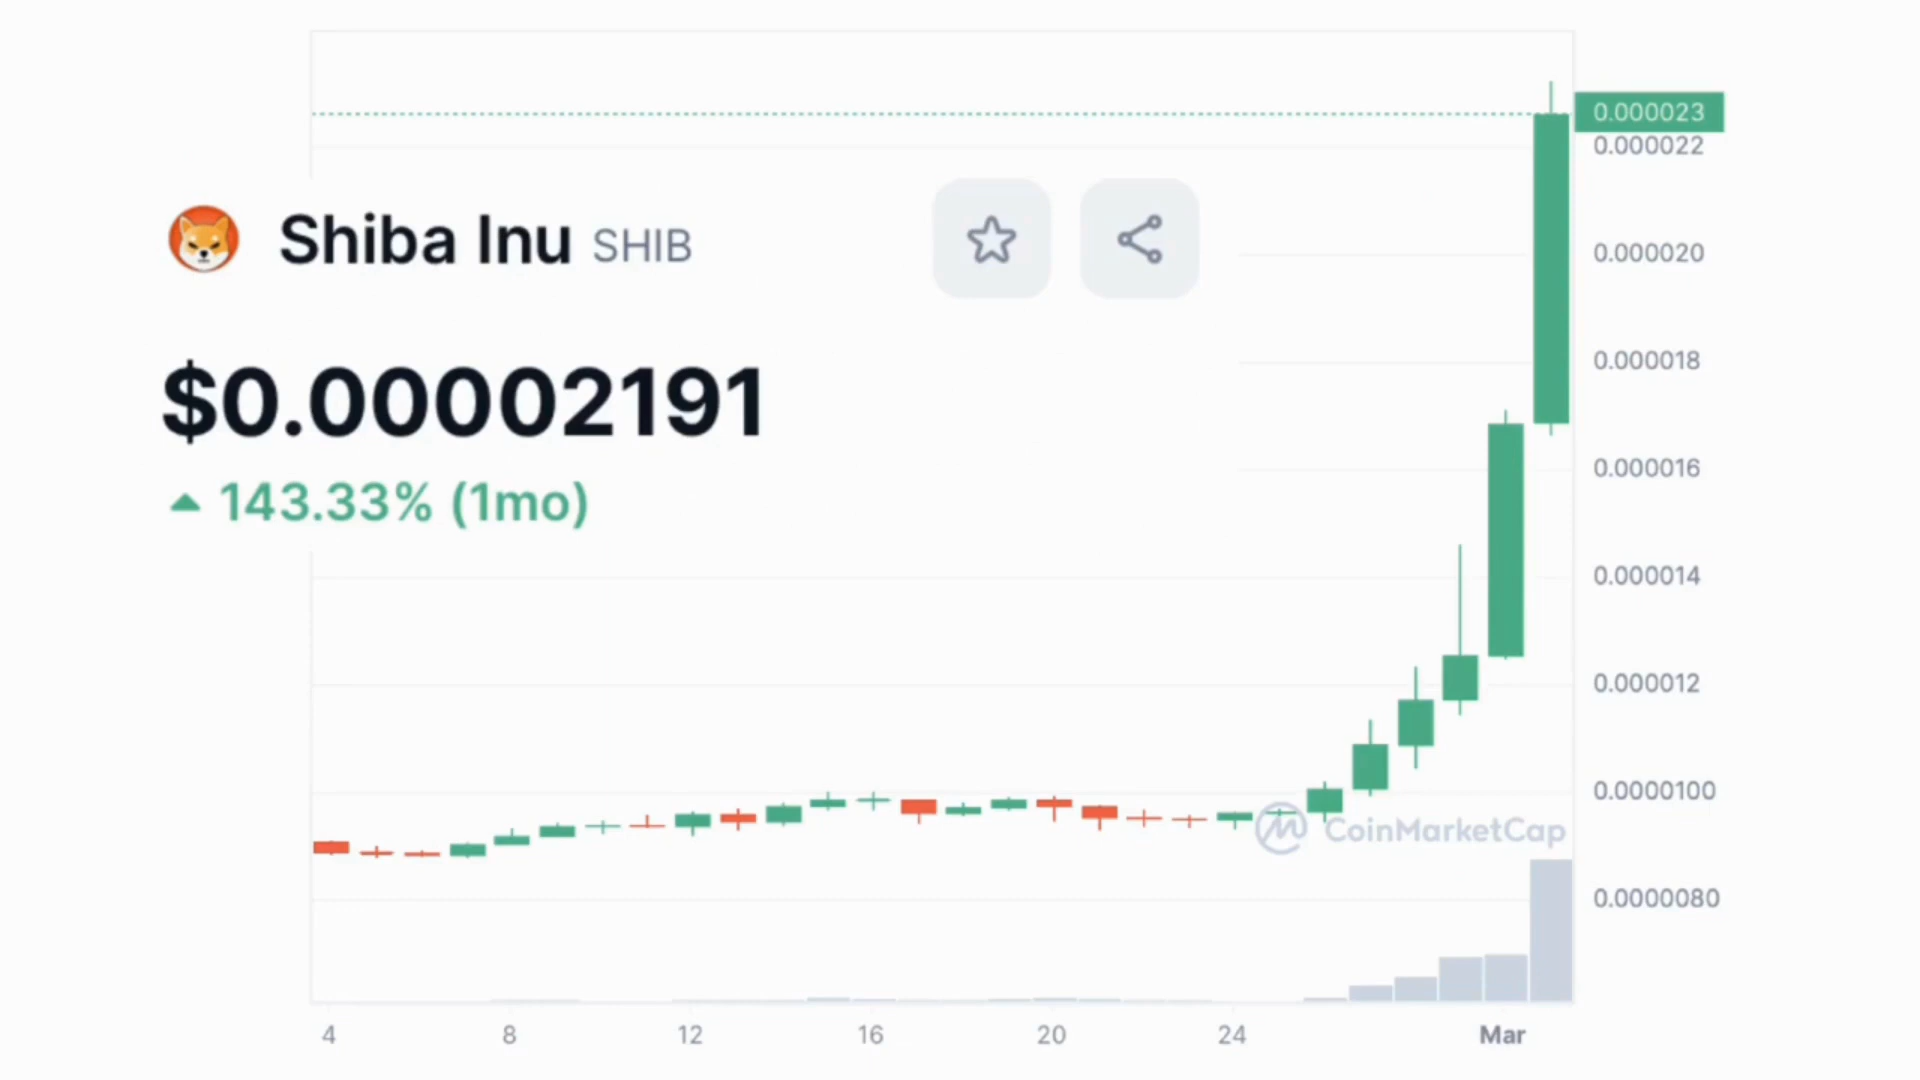 0.000023
0.000022
Shiba Inu SHIB
0.000020
$0.00002191
0.000018
143.33% (1mo)
0.000016
0.000014
0.000012
0.0000100
CoinMarketCap
0.0000080
4 8 12 16 20 24 Mar